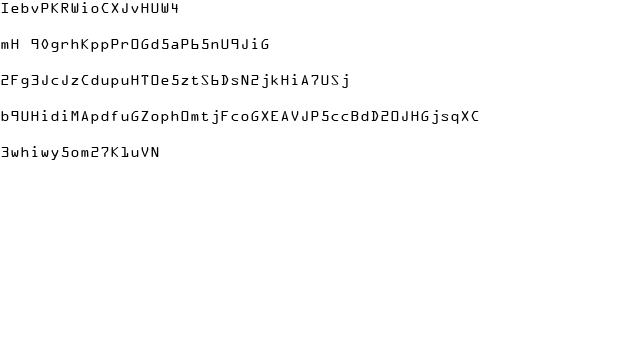 IebvPKRWioCXJvHUW4
mH 90grhKppPrOGd5aP65nU9JiG
2Fg3JcJzCdupuHTOe5ztS6DsN2jkHiA7USj
b9UHidiMApdfuGZophOmtjFcoGXEAVJP5ccBdD2OJHGjsqXC
3whiwy5om27K1uVN